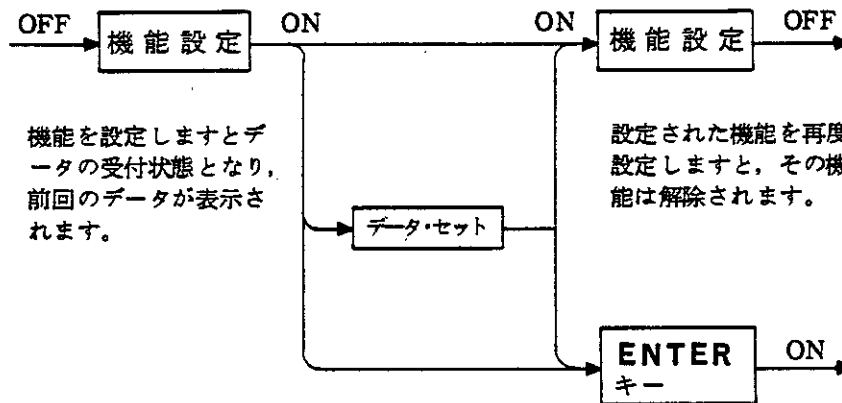 OFF
機能設定
ON
ON
機能設定
OFF
機能を設定しますとデ
ータの受付状態となり,
前回のデータが表示さ
れます。
設定された機能を再度
設定しますと,その機
能は解除されます。
データ・セット
ENTER
キー
ON